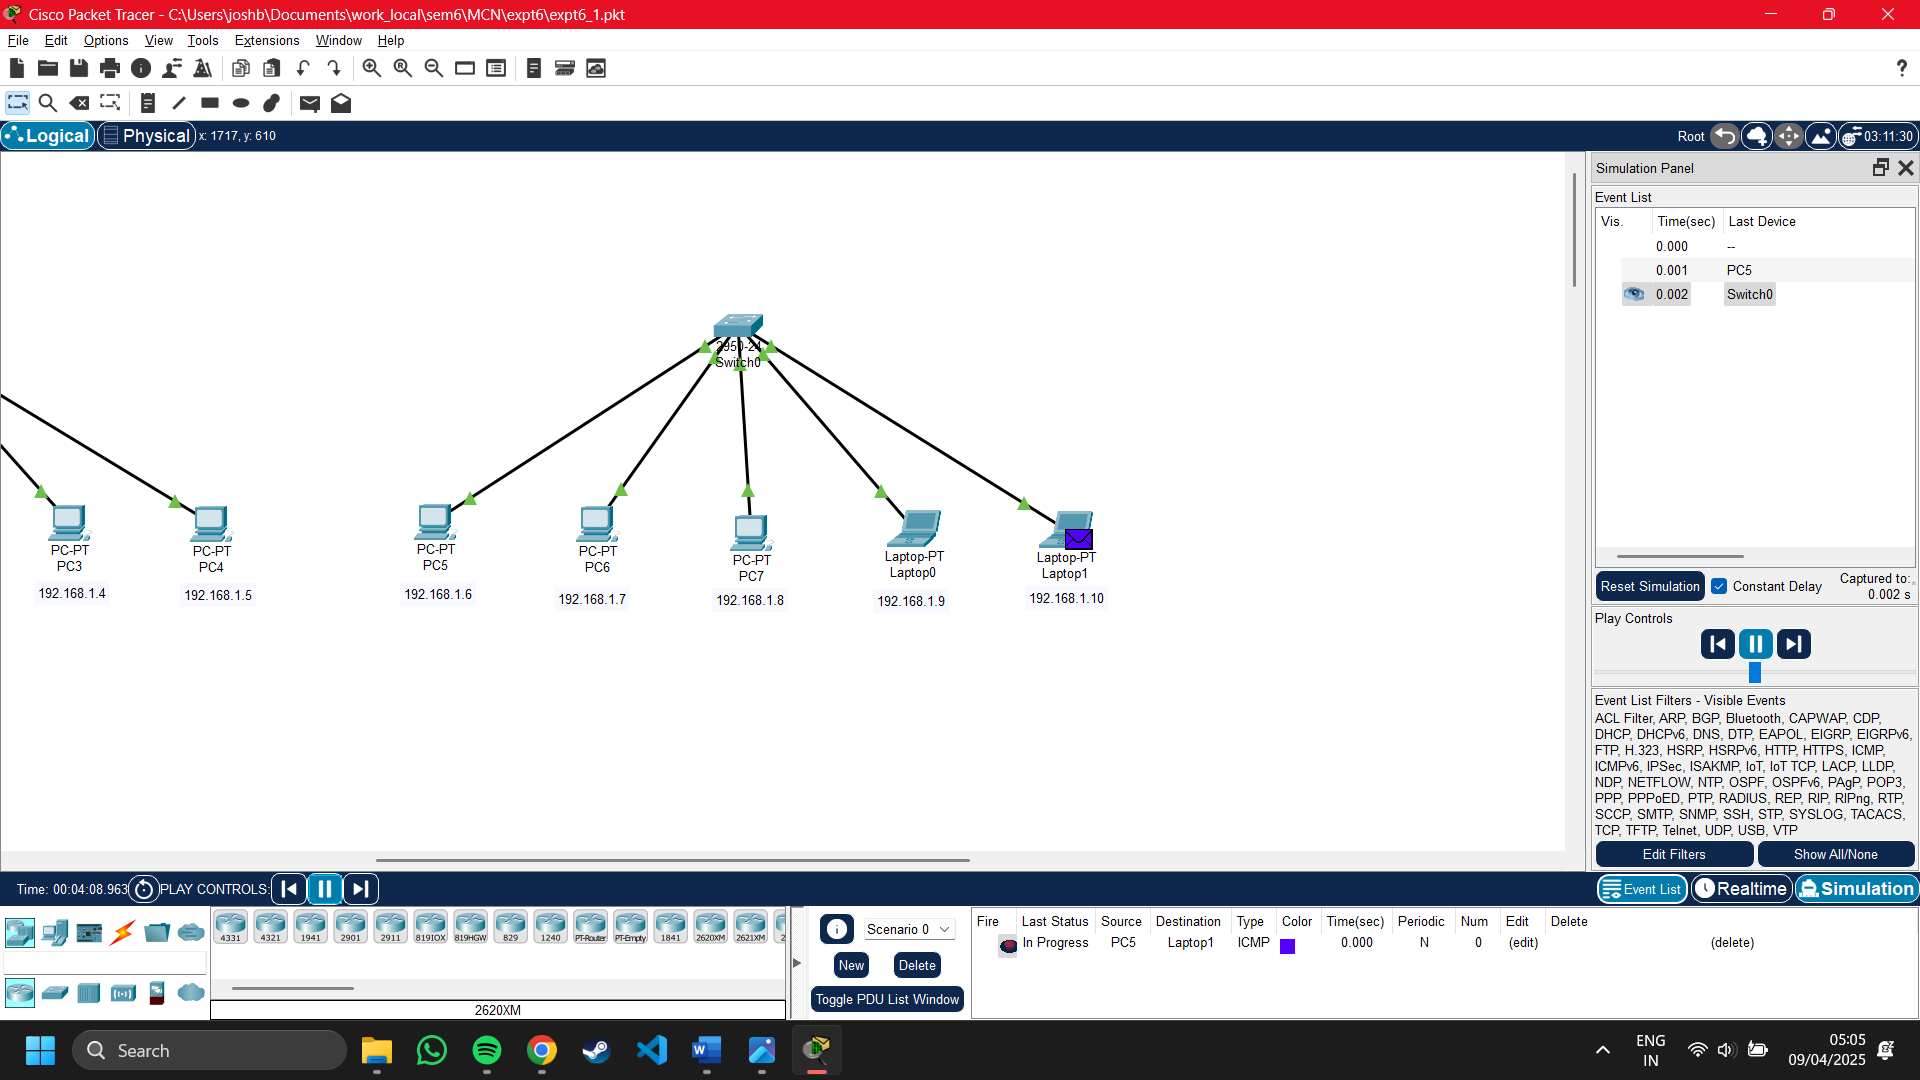 Cisco Packet Tracer - C:\Users\joshb\Documents\work_local\sem6\MCN\expt6\expt6_1.pkt
File Edit Options View Tools Extensions Window Help
?
Logical Physical x: 1717, y: 610
Root 03:11:30
Simulation Panel
Event List
Vis. Time(sec) Last Device
0.000 --
0.001 PC5
0.002 Switch0
2950-24
Switch0
PC-PT
PC3
192.168.1.4
PC-PT
PC4
192.168.1.5
PC-PT
PC5
192.168.1.6
PC-PT
PC6
192.168.1.7
PC-PT
PC7
192.168.1.8
Laptop-PT
Laptop0
192.168.1.9
Laptop-PT
Laptop1
192.168.1.10
Reset Simulation Constant Delay Captured to:
0.002 s
Play Controls
Event List Filters - Visible Events
ACL Filter, ARP, BGP, Bluetooth, CAPWAP, CDP,
DHCP, DHCPv6, DNS, DTP, EAPOL, EIGRP, EIGRPv6,
FTP, H.323, HSRP, HSRPv6, HTTP, HTTPS, ICMP,
ICMPv6, IPSec, ISAKMP, IoT, IoT TCP, LACP, LLDP,
NDP, NETFLOW, NTP, OSPF, OSPFv6, PAgP, POP3,
PPP, PPPoED, PTP, RADIUS, REP, RIP, RIPng, RTP,
SCCP, SMTP, SNMP, SSH, STP, SYSLOG, TACACS,
TCP, TFTP, Telnet, UDP, USB, VTP
Edit Filters Show All/None
Time: 00:04:08.963 PLAY CONTROLS:
Event List Realtime Simulation
4331 4321 1941 2901 2911 819IOX 819HGW 829 1240 PT-Router PT-Empty 1841 2620XM 2621XM 2
2620XM
Scenario 0
New Delete
Toggle PDU List Window
Fire Last Status Source Destination Type Color Time(sec) Periodic Num Edit Delete
In Progress PC5 Laptop1 ICMP 0.000 N 0 (edit) (delete)
Search
ENG
IN
05:05
09/04/2025